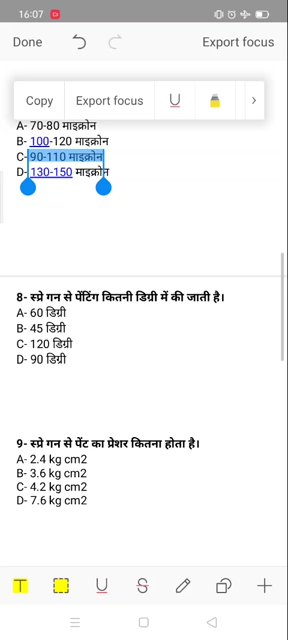 16:07
Done
Export focus
Copy
Export focus
U
A- 70-80 माइक्रोन
B- 100-120 माइक्रोन
C- 90-110 माइक्रोन
D- 130-150 माइक्रोन
8- स्प्रे गन से पेंटिंग कितनी डिग्री में की जाती है।
A- 60 डिग्री
B- 45 डिग्री
C- 120 डिग्री
D- 90 डिग्री
9- स्प्रे गन से पेंट का प्रेशर कितना होता है।
A- 2.4 kg cm2
B- 3.6 kg cm2
C- 4.2 kg cm2
D- 7.6 kg cm2
T U S